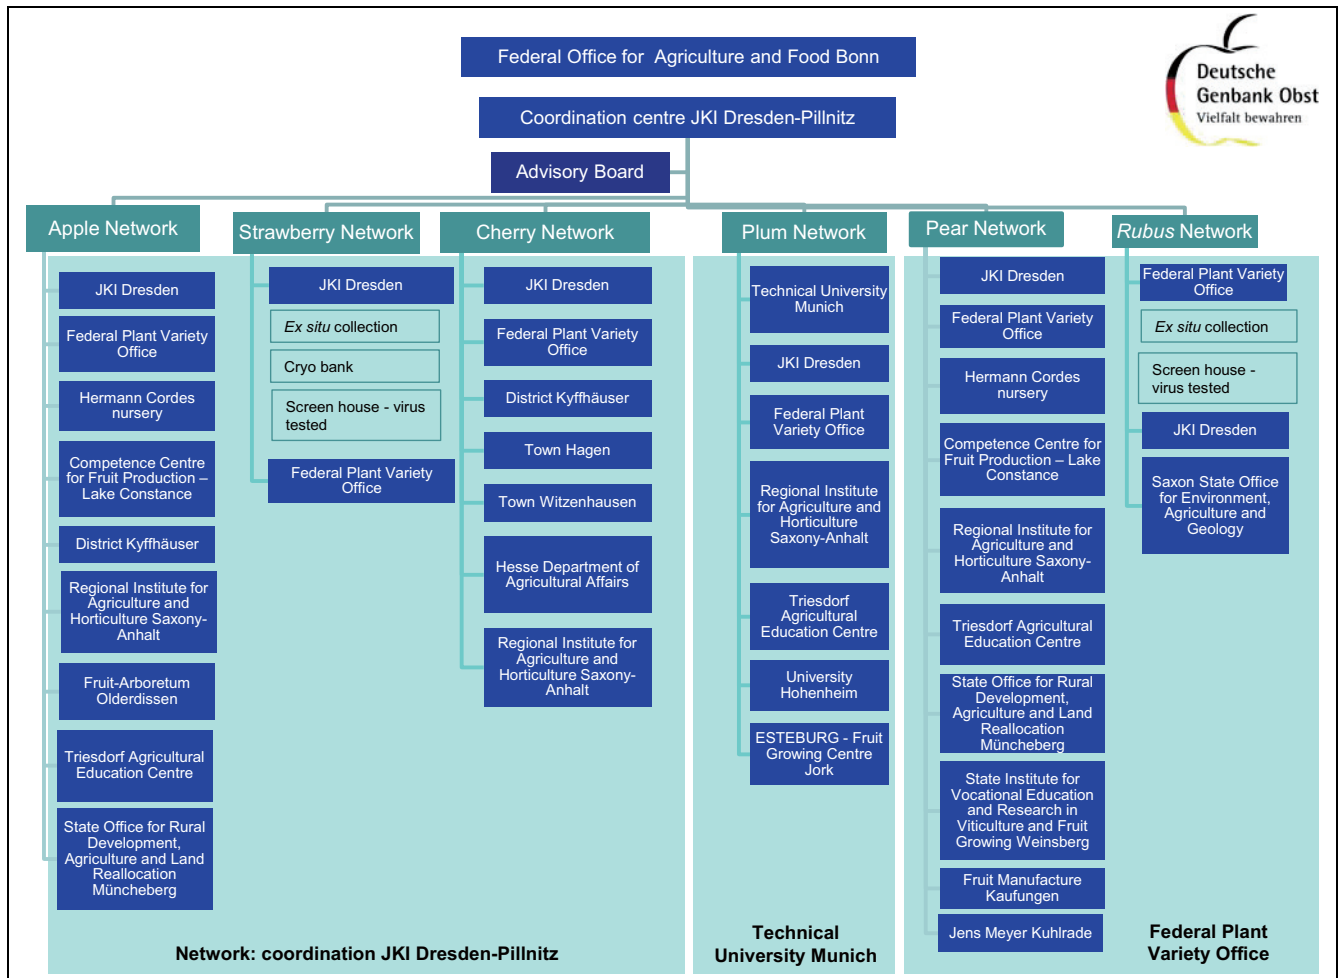 Federal Office for Agriculture and Food Bonn
Coordination centre JKI Dresden-Pillnitz
Advisory Board
Deutsche
Genbank Obst
Vielfalt bewahren
Apple Network
JKI Dresden
Federal Plant Variety
Office
Hermann Cordes
nursery
Competence Centre
for Fruit Production –
Lake Constance
District Kyffhäuser
Regional Institute for
Agriculture and
Horticulture Saxony-
Anhalt
Fruit-Arboretum
Olderdissen
Triesdorf Agricultural
Education Centre
State Office for Rural
Development,
Agriculture and Land
Reallocation
Müncheberg
Strawberry Network
JKI Dresden
Ex situ collection
Cryo bank
Screen house - virus
tested
Federal Plant Variety
Office
Cherry Network
JKI Dresden
Federal Plant Variety
Office
District Kyffhäuser
Town Hagen
Town Witzenhausen
Hesse Department of
Agricultural Affairs
Regional Institute for
Agriculture and
Horticulture Saxony-
Anhalt
Network: coordination JKI Dresden-Pillnitz
Plum Network
Technical University
Munich
JKI Dresden
Federal Plant
Variety Office
Regional Institute
for Agriculture and
Horticulture
Saxony-Anhalt
Triesdorf
Agricultural
Education Centre
University
Hohenheim
ESTEBURG - Fruit
Growing Centre
Jork
Technical
University Munich
Pear Network
JKI Dresden
Federal Plant Variety
Office
Hermann Cordes
nursery
Competence Centre for
Fruit Production – Lake
Constance
Regional Institute for
Agriculture and
Horticulture Saxony-
Anhalt
Triesdorf Agricultural
Education Centre
State Office for Rural
Development,
Agriculture and Land
Reallocation
Müncheberg
State Institute for
Vocational Education
and Research in
Viticulture and Fruit
Growing Weinsberg
Fruit Manufacture
Kaufungen
Jens Meyer Kuhlrade
Rubus Network
Federal Plant Variety
Office
Ex situ collection
Screen house -
virus tested
JKI Dresden
Saxon State Office
for Environment,
Agriculture and
Geology
Federal Plant
Variety Office